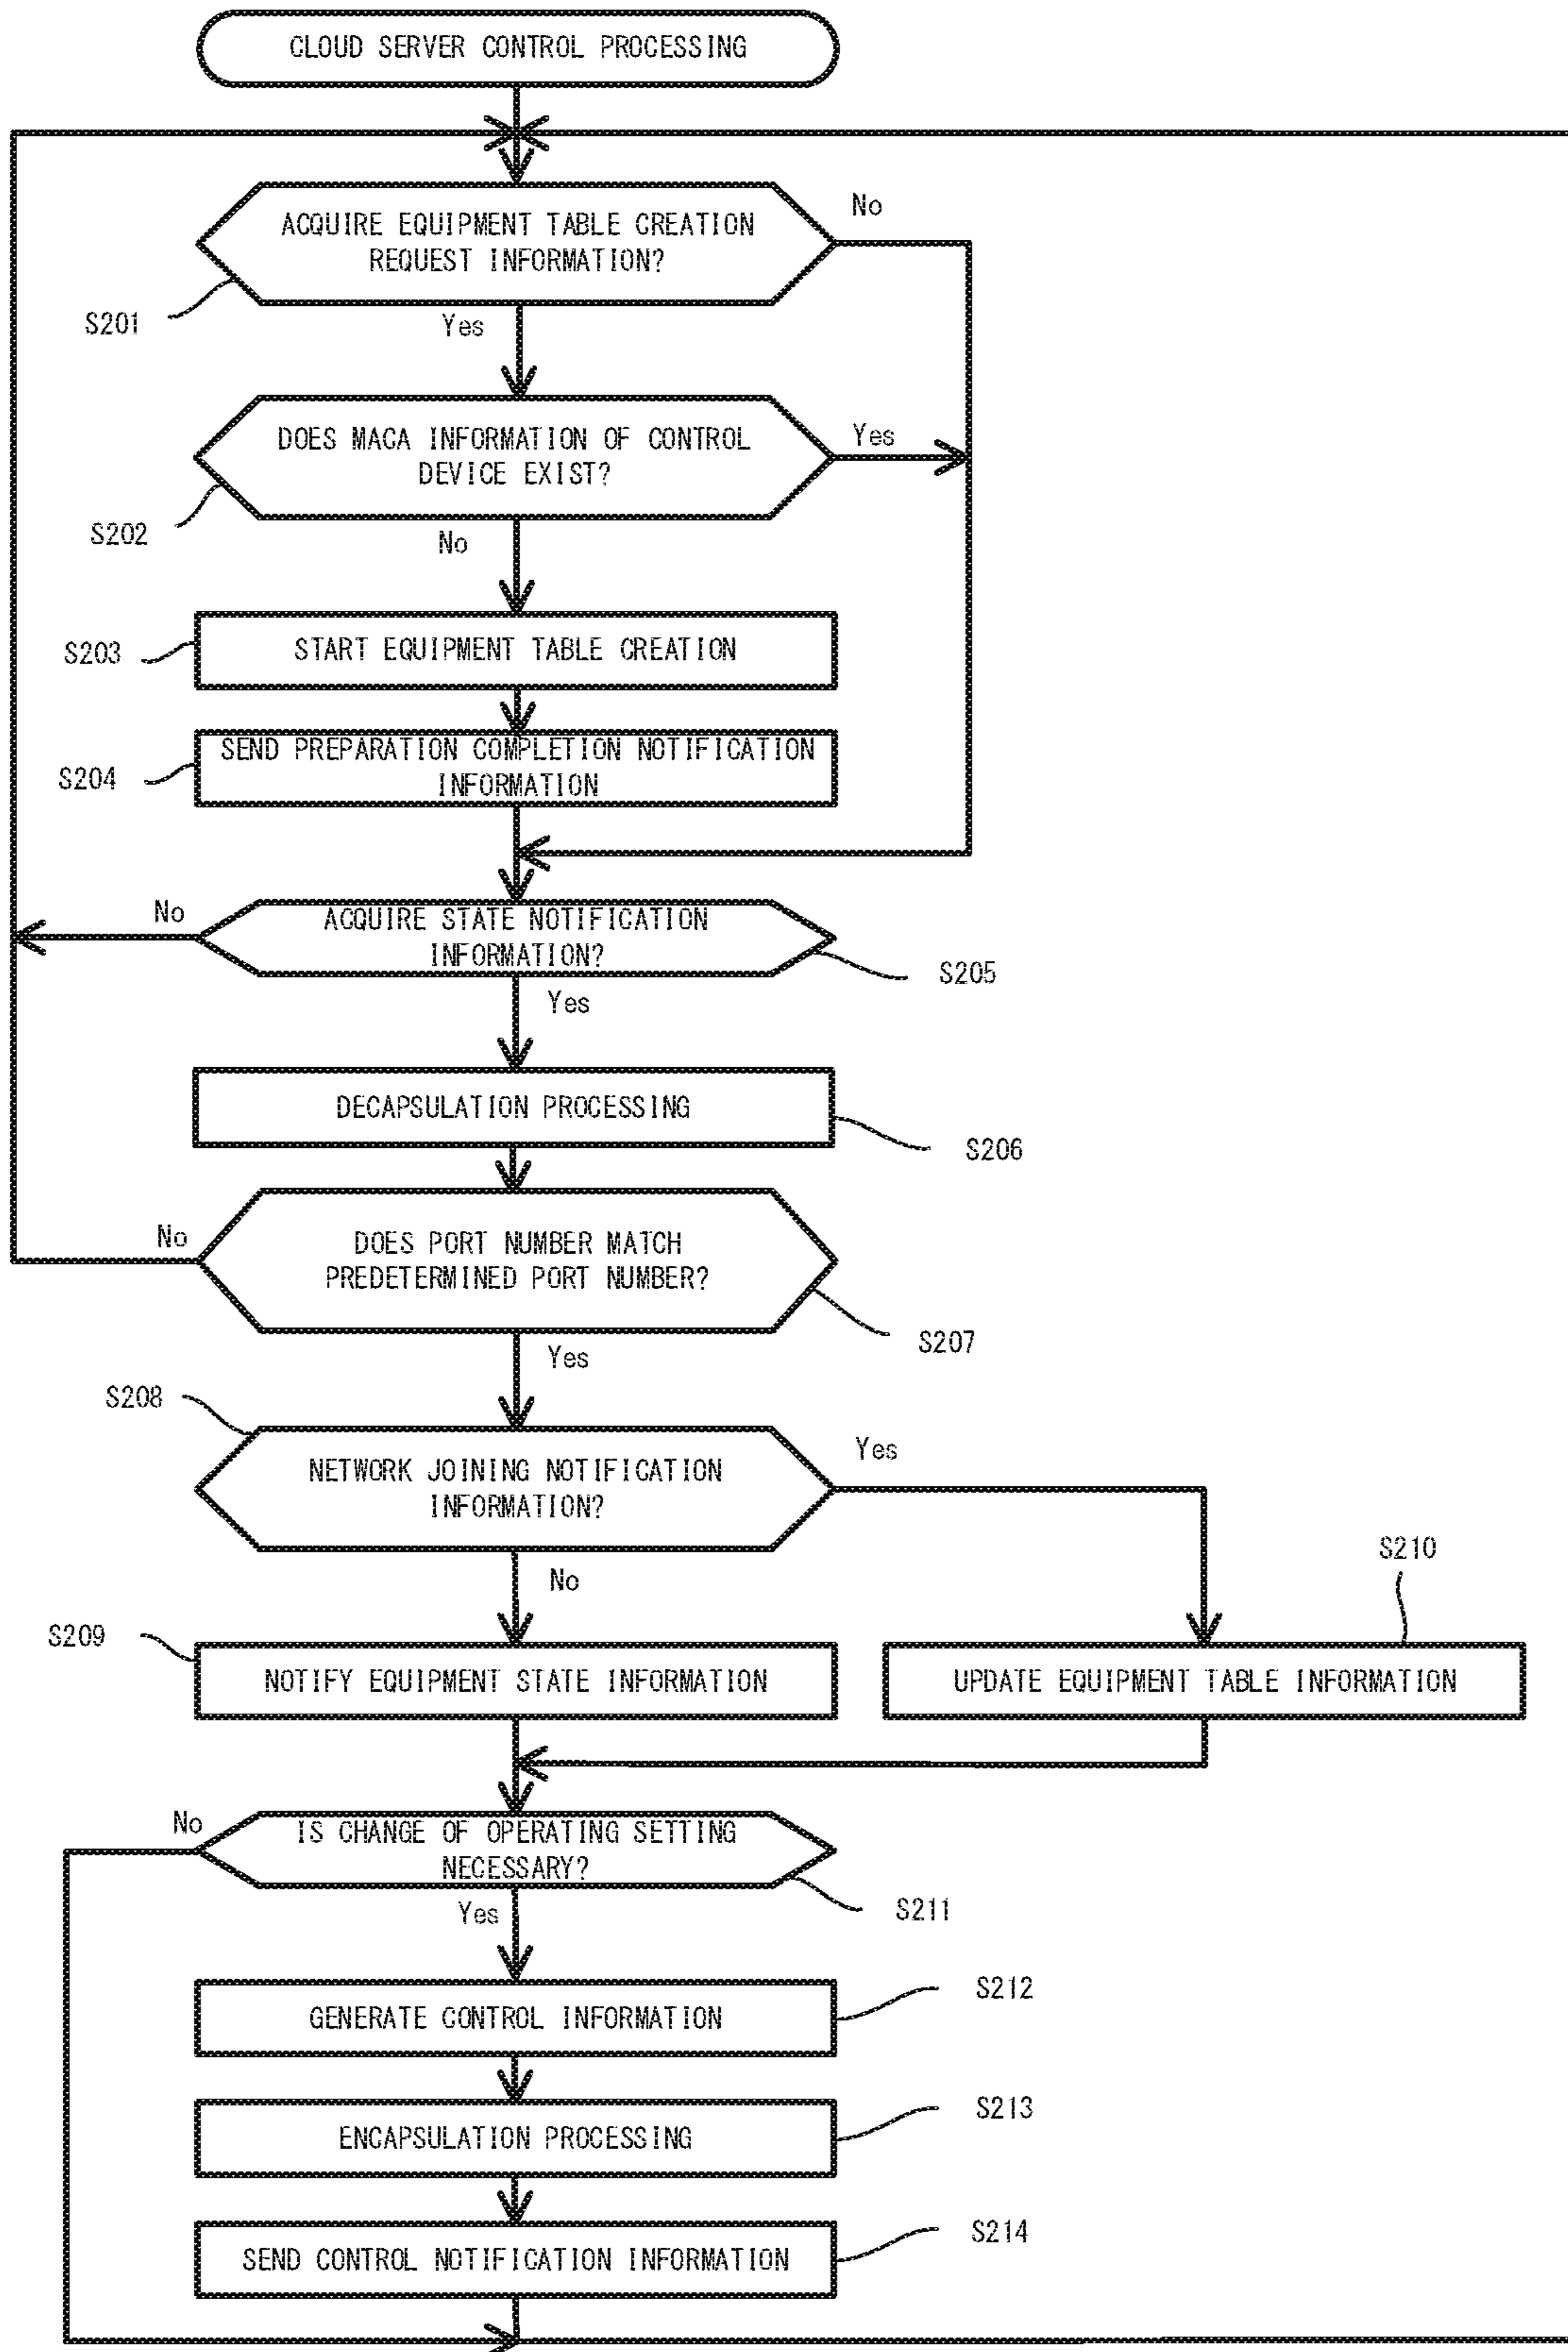 CLOUD SERVER CONTROL PROCESSING
ACQUIRE EQUIPMENT TABLE CREATION
REQUEST INFORMATION?
No
S201
Yes
DOES MACA INFORMATION OF CONTROL
DEVICE EXIST?
Yes
S202
No
S203
START EQUIPMENT TABLE CREATION
S204
SEND PREPARATION COMPLETION NOTIFICATION
INFORMATION
No
ACQUIRE STATE NOTIFICATION
INFORMATION?
S205
Yes
DECAPSULATION PROCESSING
S206
No
DOES PORT NUMBER MATCH
PREDETERMINED PORT NUMBER?
S207
Yes
S208
NETWORK JOINING NOTIFICATION
INFORMATION?
Yes
No
S210
S209
NOTIFY EQUIPMENT STATE INFORMATION
UPDATE EQUIPMENT TABLE INFORMATION
No
IS CHANGE OF OPERATING SETTING
NECESSARY?
S211
Yes
S212
GENERATE CONTROL INFORMATION
S213
ENCAPSULATION PROCESSING
S214
SEND CONTROL NOTIFICATION INFORMATION